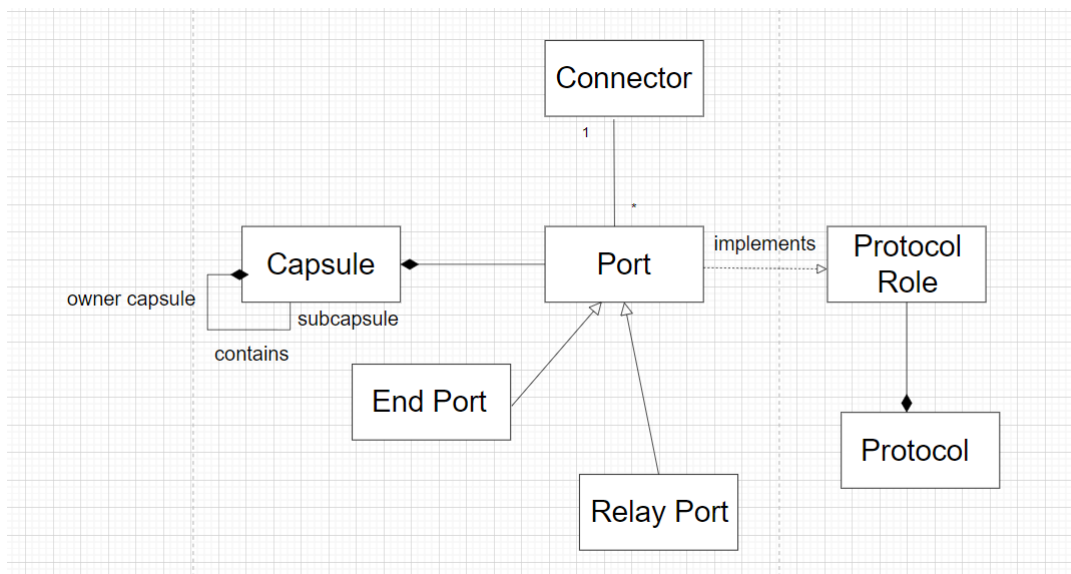 Connector
1
*
Capsule
Port
implements
Protocol
Role
owner capsule
subcapsule
contains
End Port
Protocol
Relay Port